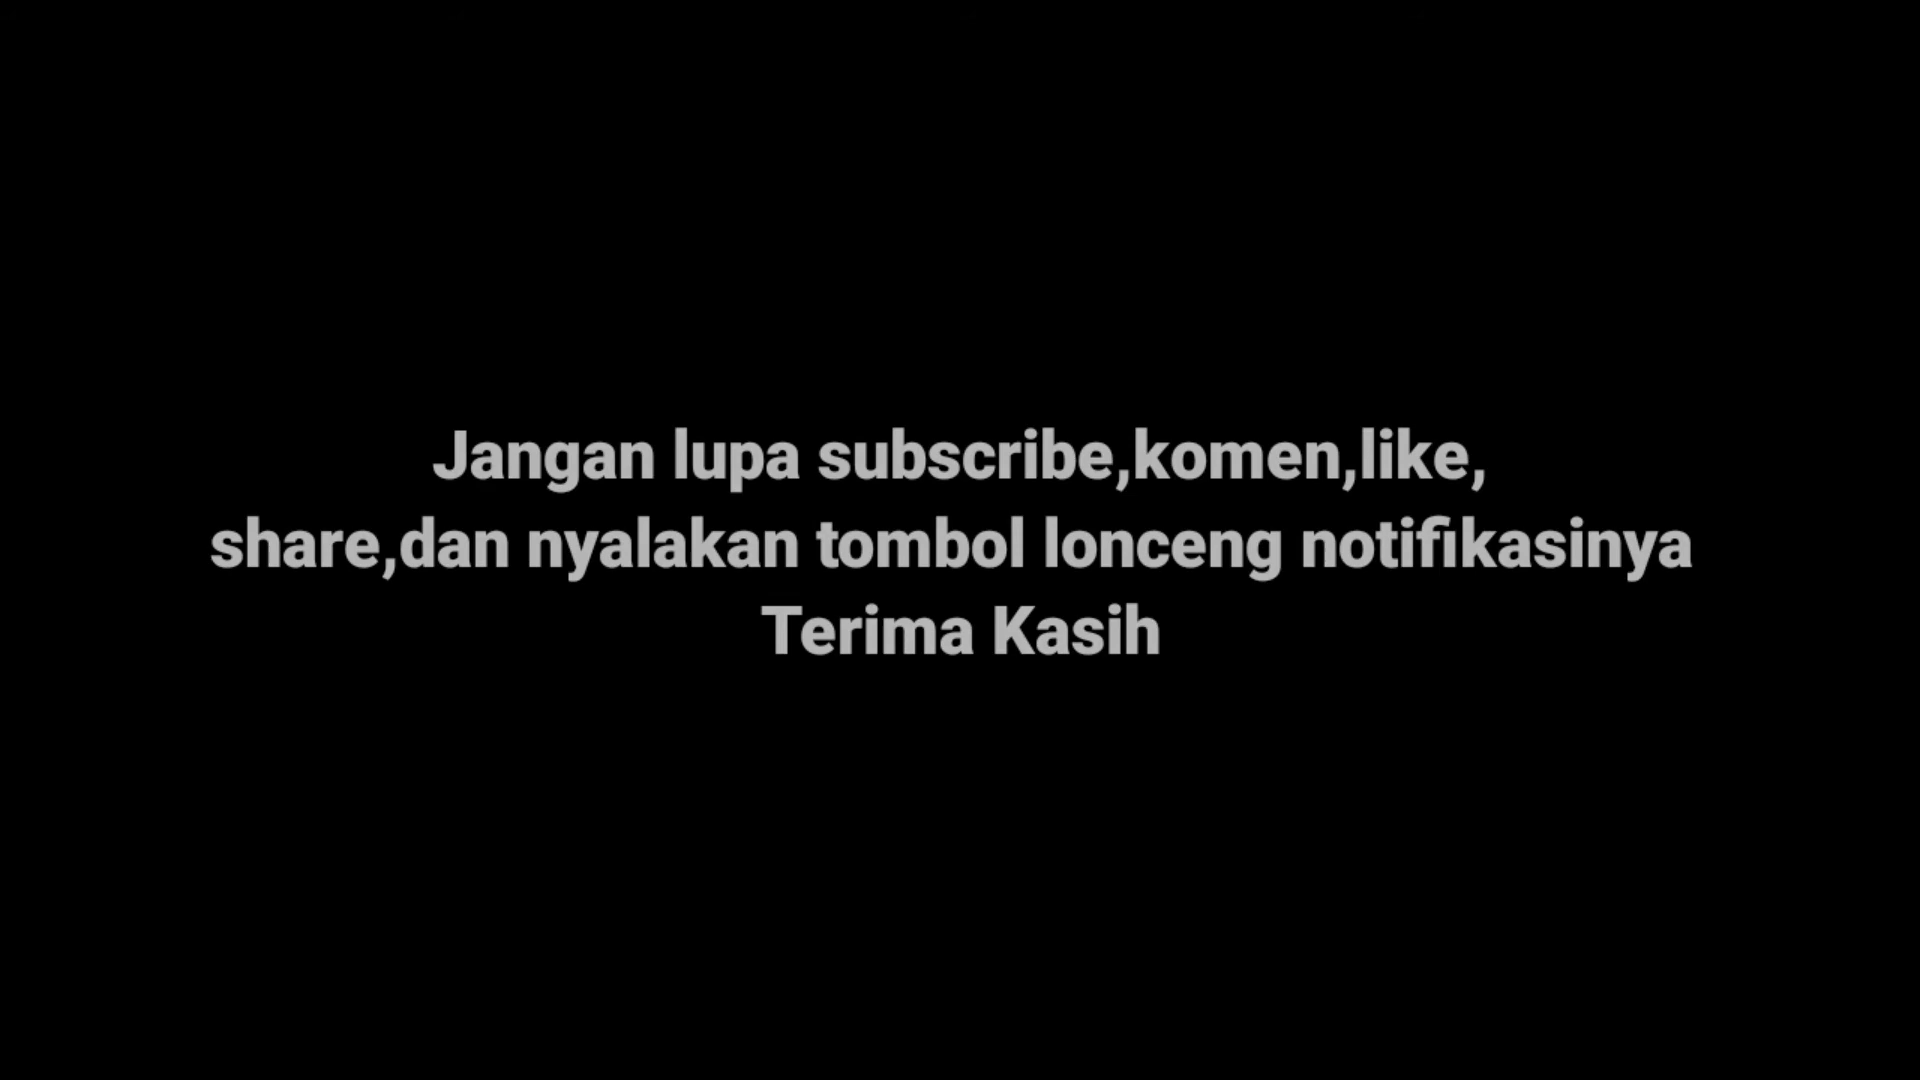 Jangan lupa subscribe,komen,like,
share,dan nyalakan tombol lonceng notifikasinya
Terima Kasih